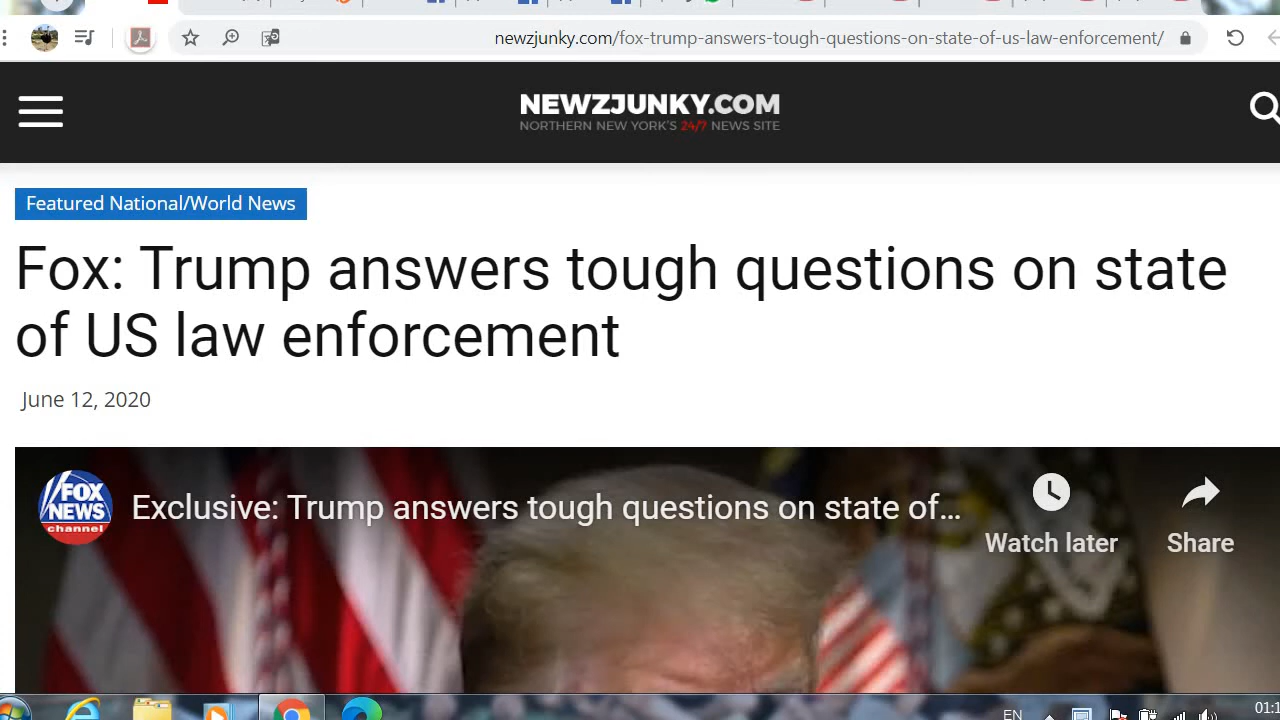 newzjunky.com/fox-trump-answers-tough-questions-on-state-of-us-law-enforcement/
NEWZJUNKY.COM
NORTHERN NEW YORK'S 24/7 NEWS SITE
Featured National/World News
Fox: Trump answers tough questions on state
of US law enforcement
June 12, 2020
FOX
NEWS
channel
Exclusive: Trump answers tough questions on state of...
Watch later
Share
EN